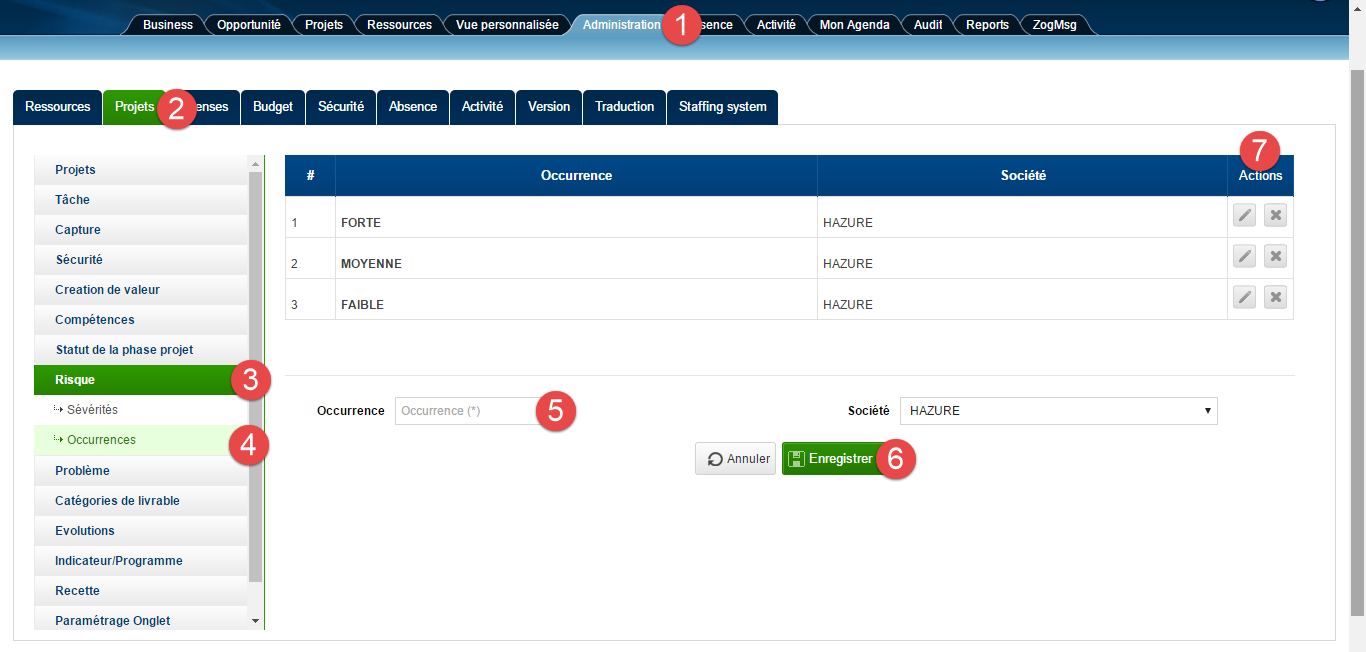 Business Opportunité Projets Ressources Vue personnalisée Administration 1 sence Activité Mon Agenda Audit Reports ZogMsg
Ressources Projets 2 enses Budget Sécurité Absence Activité Version Traduction Staffing system
Projets
Tâche
Capture
Sécurité
Creation de valeur
Compétences
Statut de la phase projet
Risque 3
Sévérités
Occurrences 4
Problème
Catégories de livrable
Evolutions
Indicateur/Programme
Recette
Paramétrage Onglet
7
# Occurrence Société Actions
1 FORTE HAZURE
2 MOYENNE HAZURE
3 FAIBLE HAZURE
Occurrence Occurrence (*) 5 Société HAZURE
Annuler Enregistrer 6